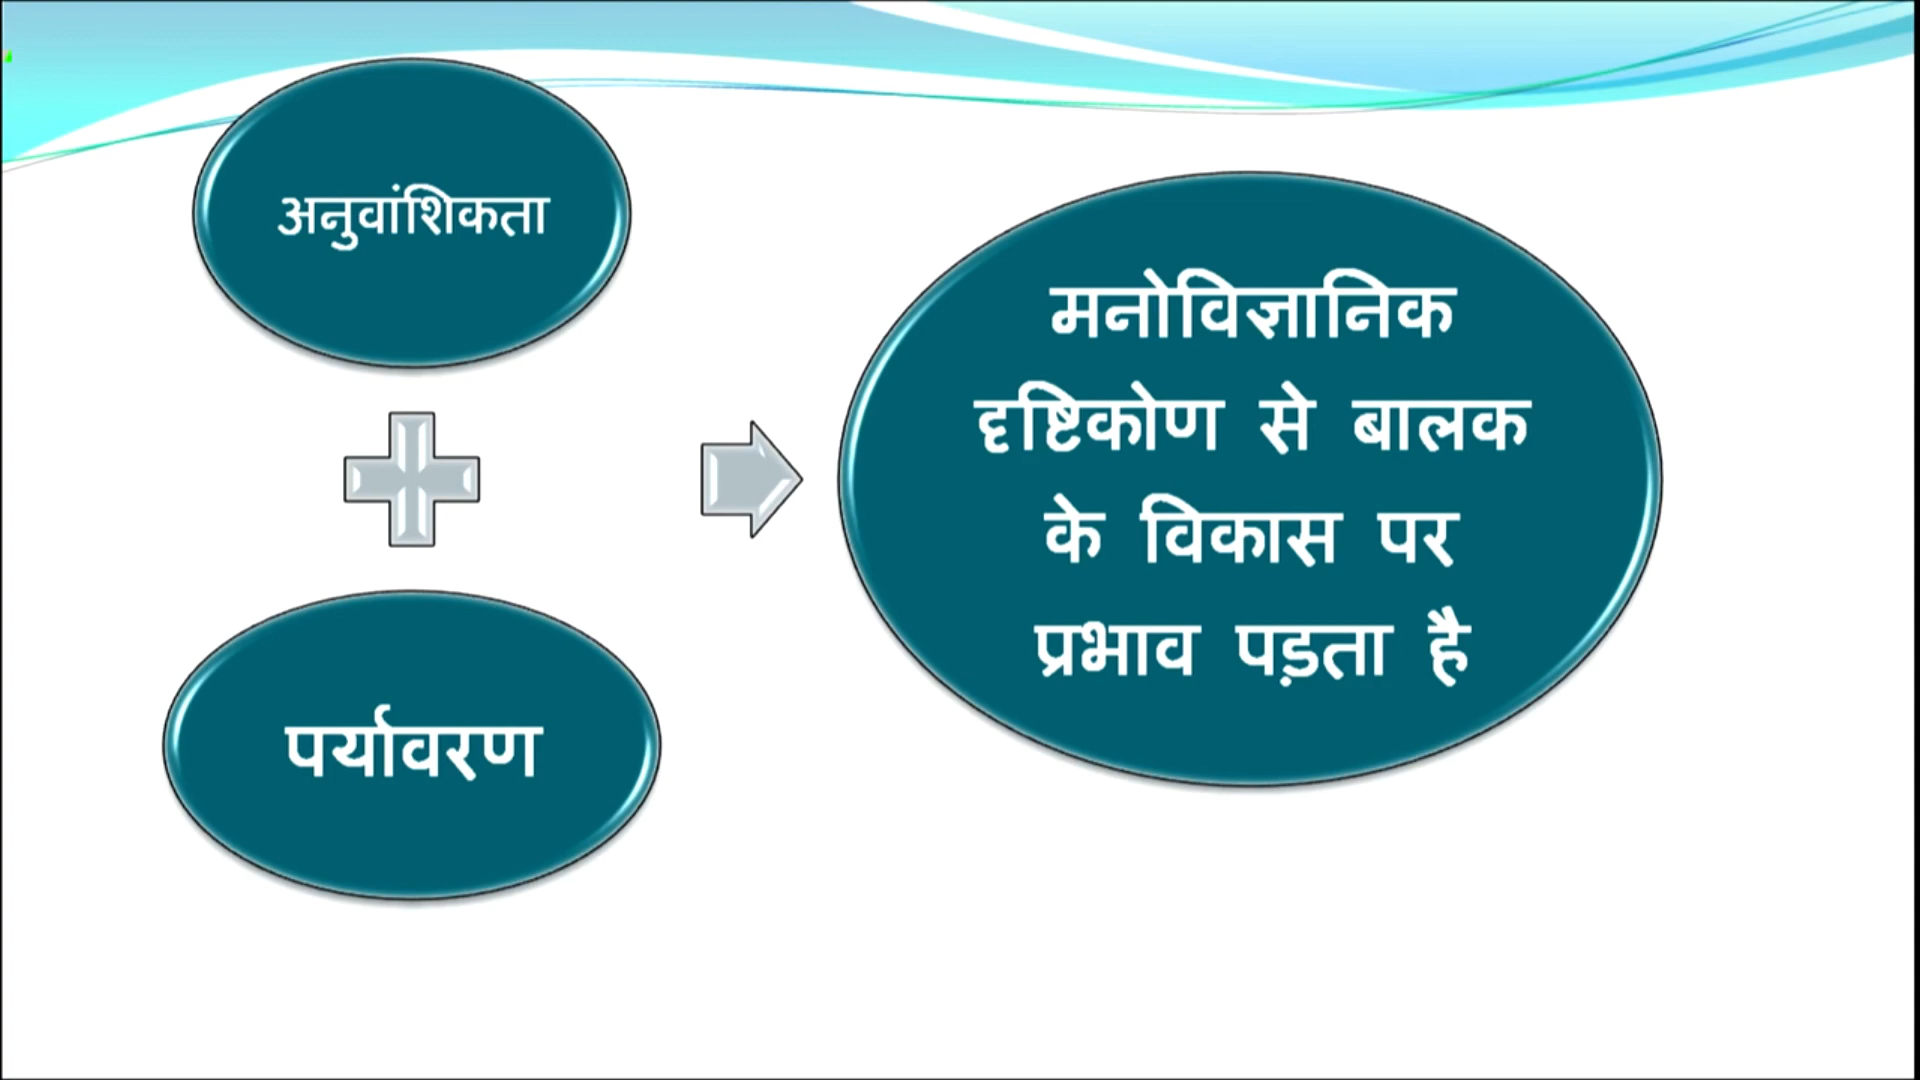 अनुवांशिकता
पर्यावरण
मनोविज्ञानिक
दृष्टिकोण से बालक
के विकास पर
प्रभाव पड़ता है